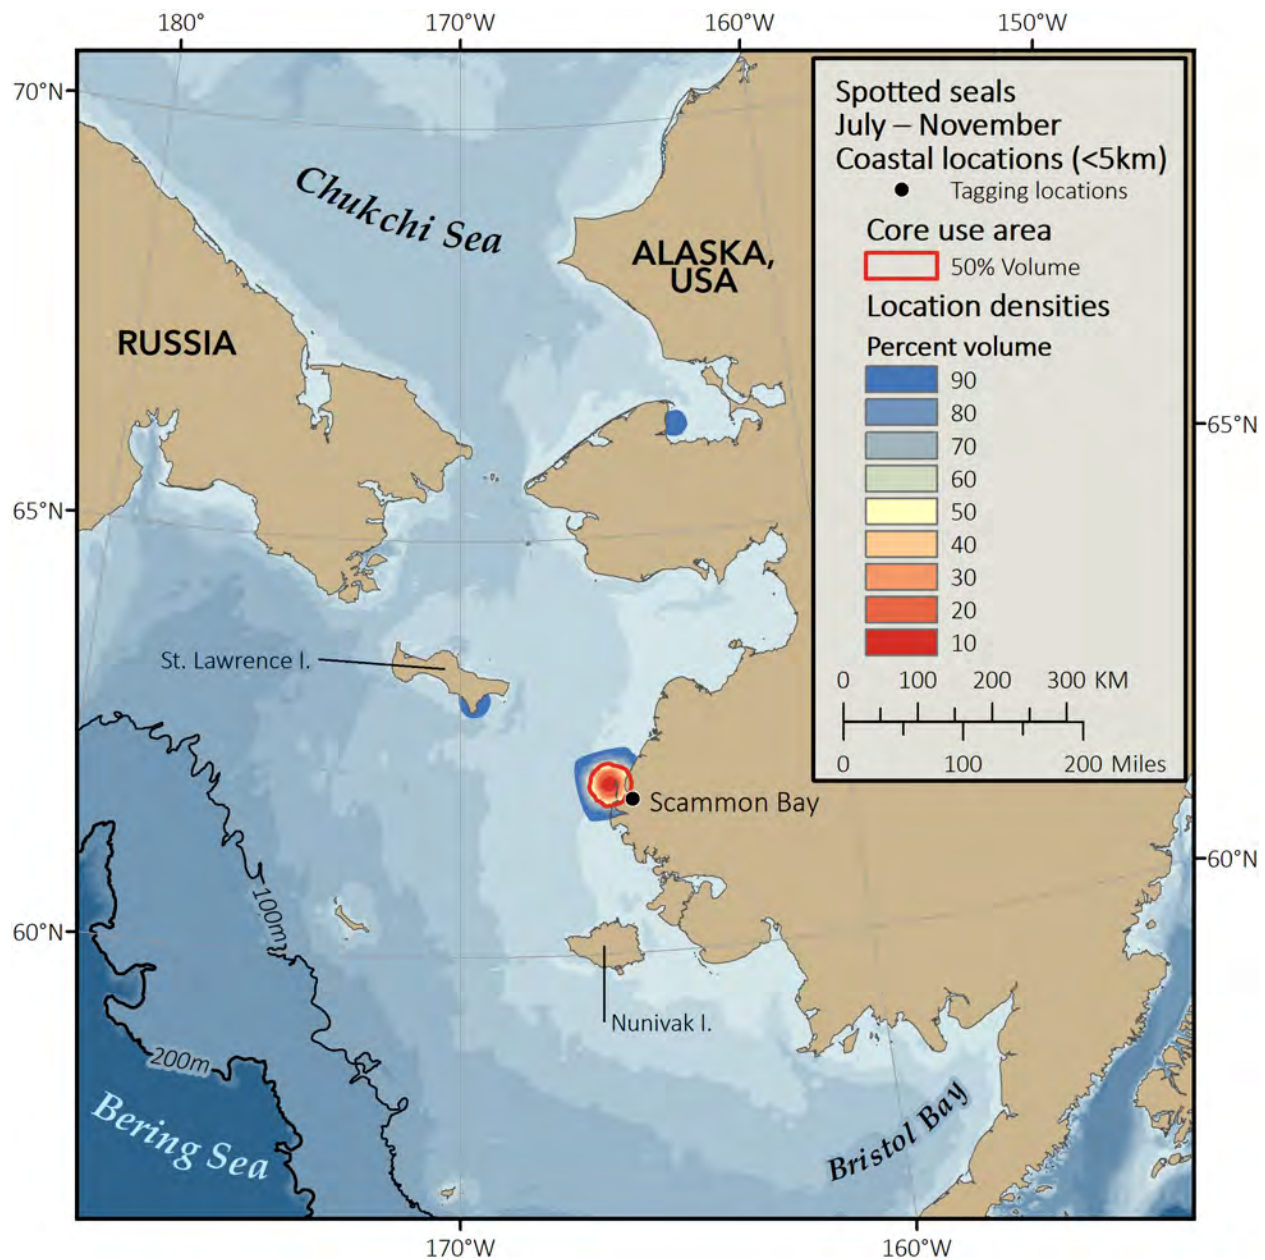 180°
170°W
160°W
150°W
70°N
Spotted seals
July – November
Coastal locations (<5km)
Tagging locations
Core use area
50% Volume
Location densities
Percent volume
90
80
70
60
50
40
30
20
10
0 100 200 300 KM
0 100 200 Miles
Chukchi Sea
ALASKA,
USA
RUSSIA
65°N
65°N
St. Lawrence I.
Scammon Bay
60°N
100m
60°N
Nunivak I.
200m
Bering Sea
Bristol Bay
170°W
160°W